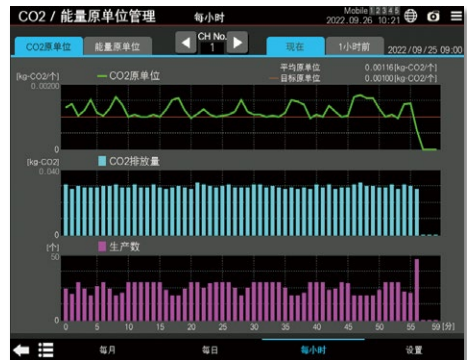 CO2 / 能量原单位管理 每小时 Mobile 1 2 3 4 5
2022.09.26 10:21
CO2原单位 能量原单位 CH No. 1 现在 1小时前 2022/09/25 09:00
[kg-CO2/个] CO2原单位 平均原单位 0.00116[kg-CO2/个]
0.00200 目标原单位 0.00100[kg-CO2/个]
0
[kg-CO2] CO2排放量
0.040
0
[个] 生产数
50
0
0 5 10 15 20 25 30 35 40 45 50 55 59 [分]
每月 每日 每小时 设置